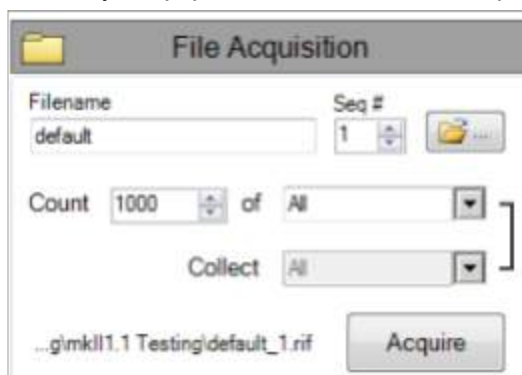 File Acquisition
Filename Seq #
default 1 ...
Count 1000 of All
Collect All
...g\mkII1.1 Testing\default_1.rif Acquire